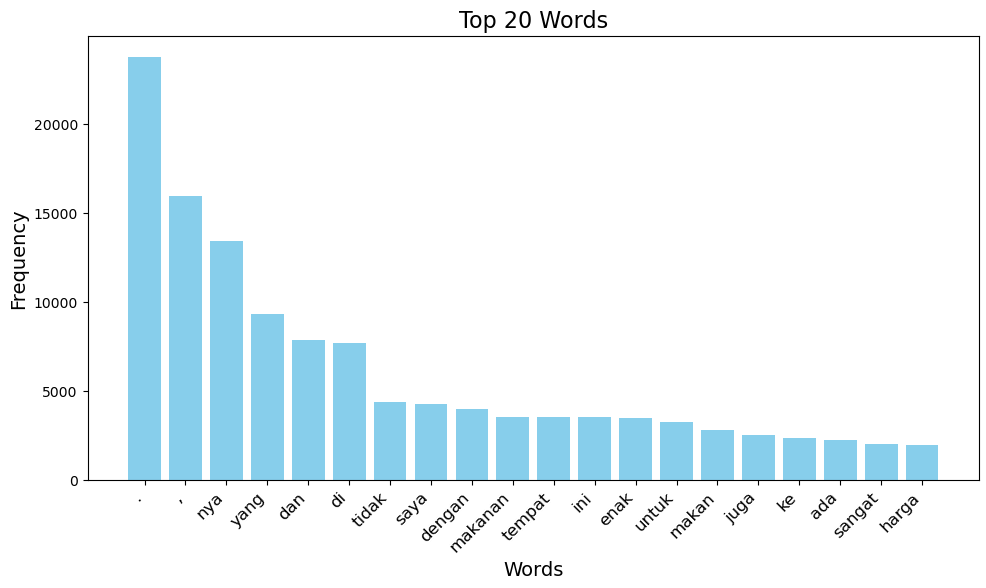 Top 20 Words
Frequency
20000
15000
10000
5000
0
.
,
nya
yang
dan
di
tidak
saya
dengan
makanan
tempat
ini
enak
untuk
makan
juga
ke
ada
sangat
harga
Words